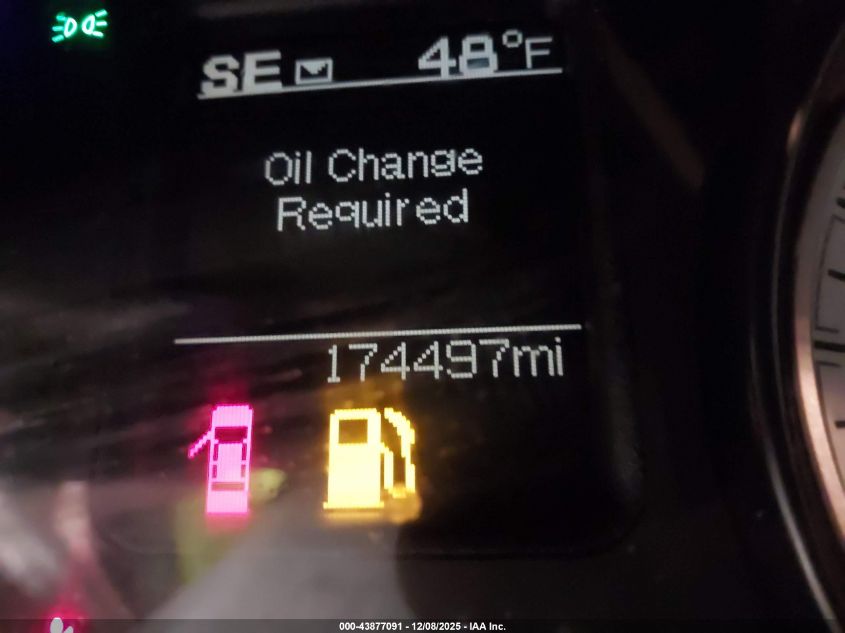 SE 48°F
Oil Change
Required
174497mi
000-43877091 - 12/08/2025 - IAA Inc.